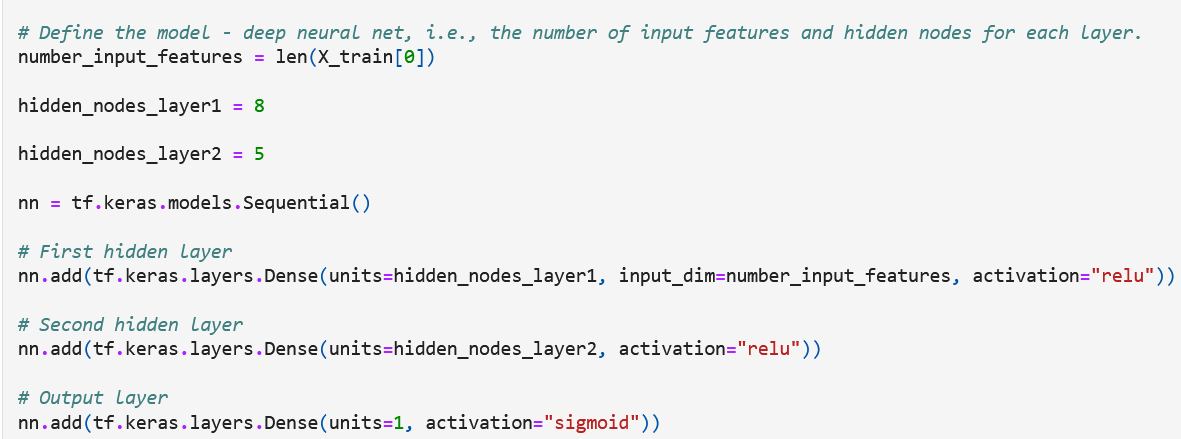 # Define the model - deep neural net, i.e., the number of input features and hidden nodes for each layer.
number_input_features = len(X_train[0])
hidden_nodes_layer1 = 8
hidden_nodes_layer2 = 5
nn = tf.keras.models.Sequential()
# First hidden layer
nn.add(tf.keras.layers.Dense(units=hidden_nodes_layer1, input_dim=number_input_features, activation="relu"))
# Second hidden layer
nn.add(tf.keras.layers.Dense(units=hidden_nodes_layer2, activation="relu"))
# Output layer
nn.add(tf.keras.layers.Dense(units=1, activation="sigmoid"))